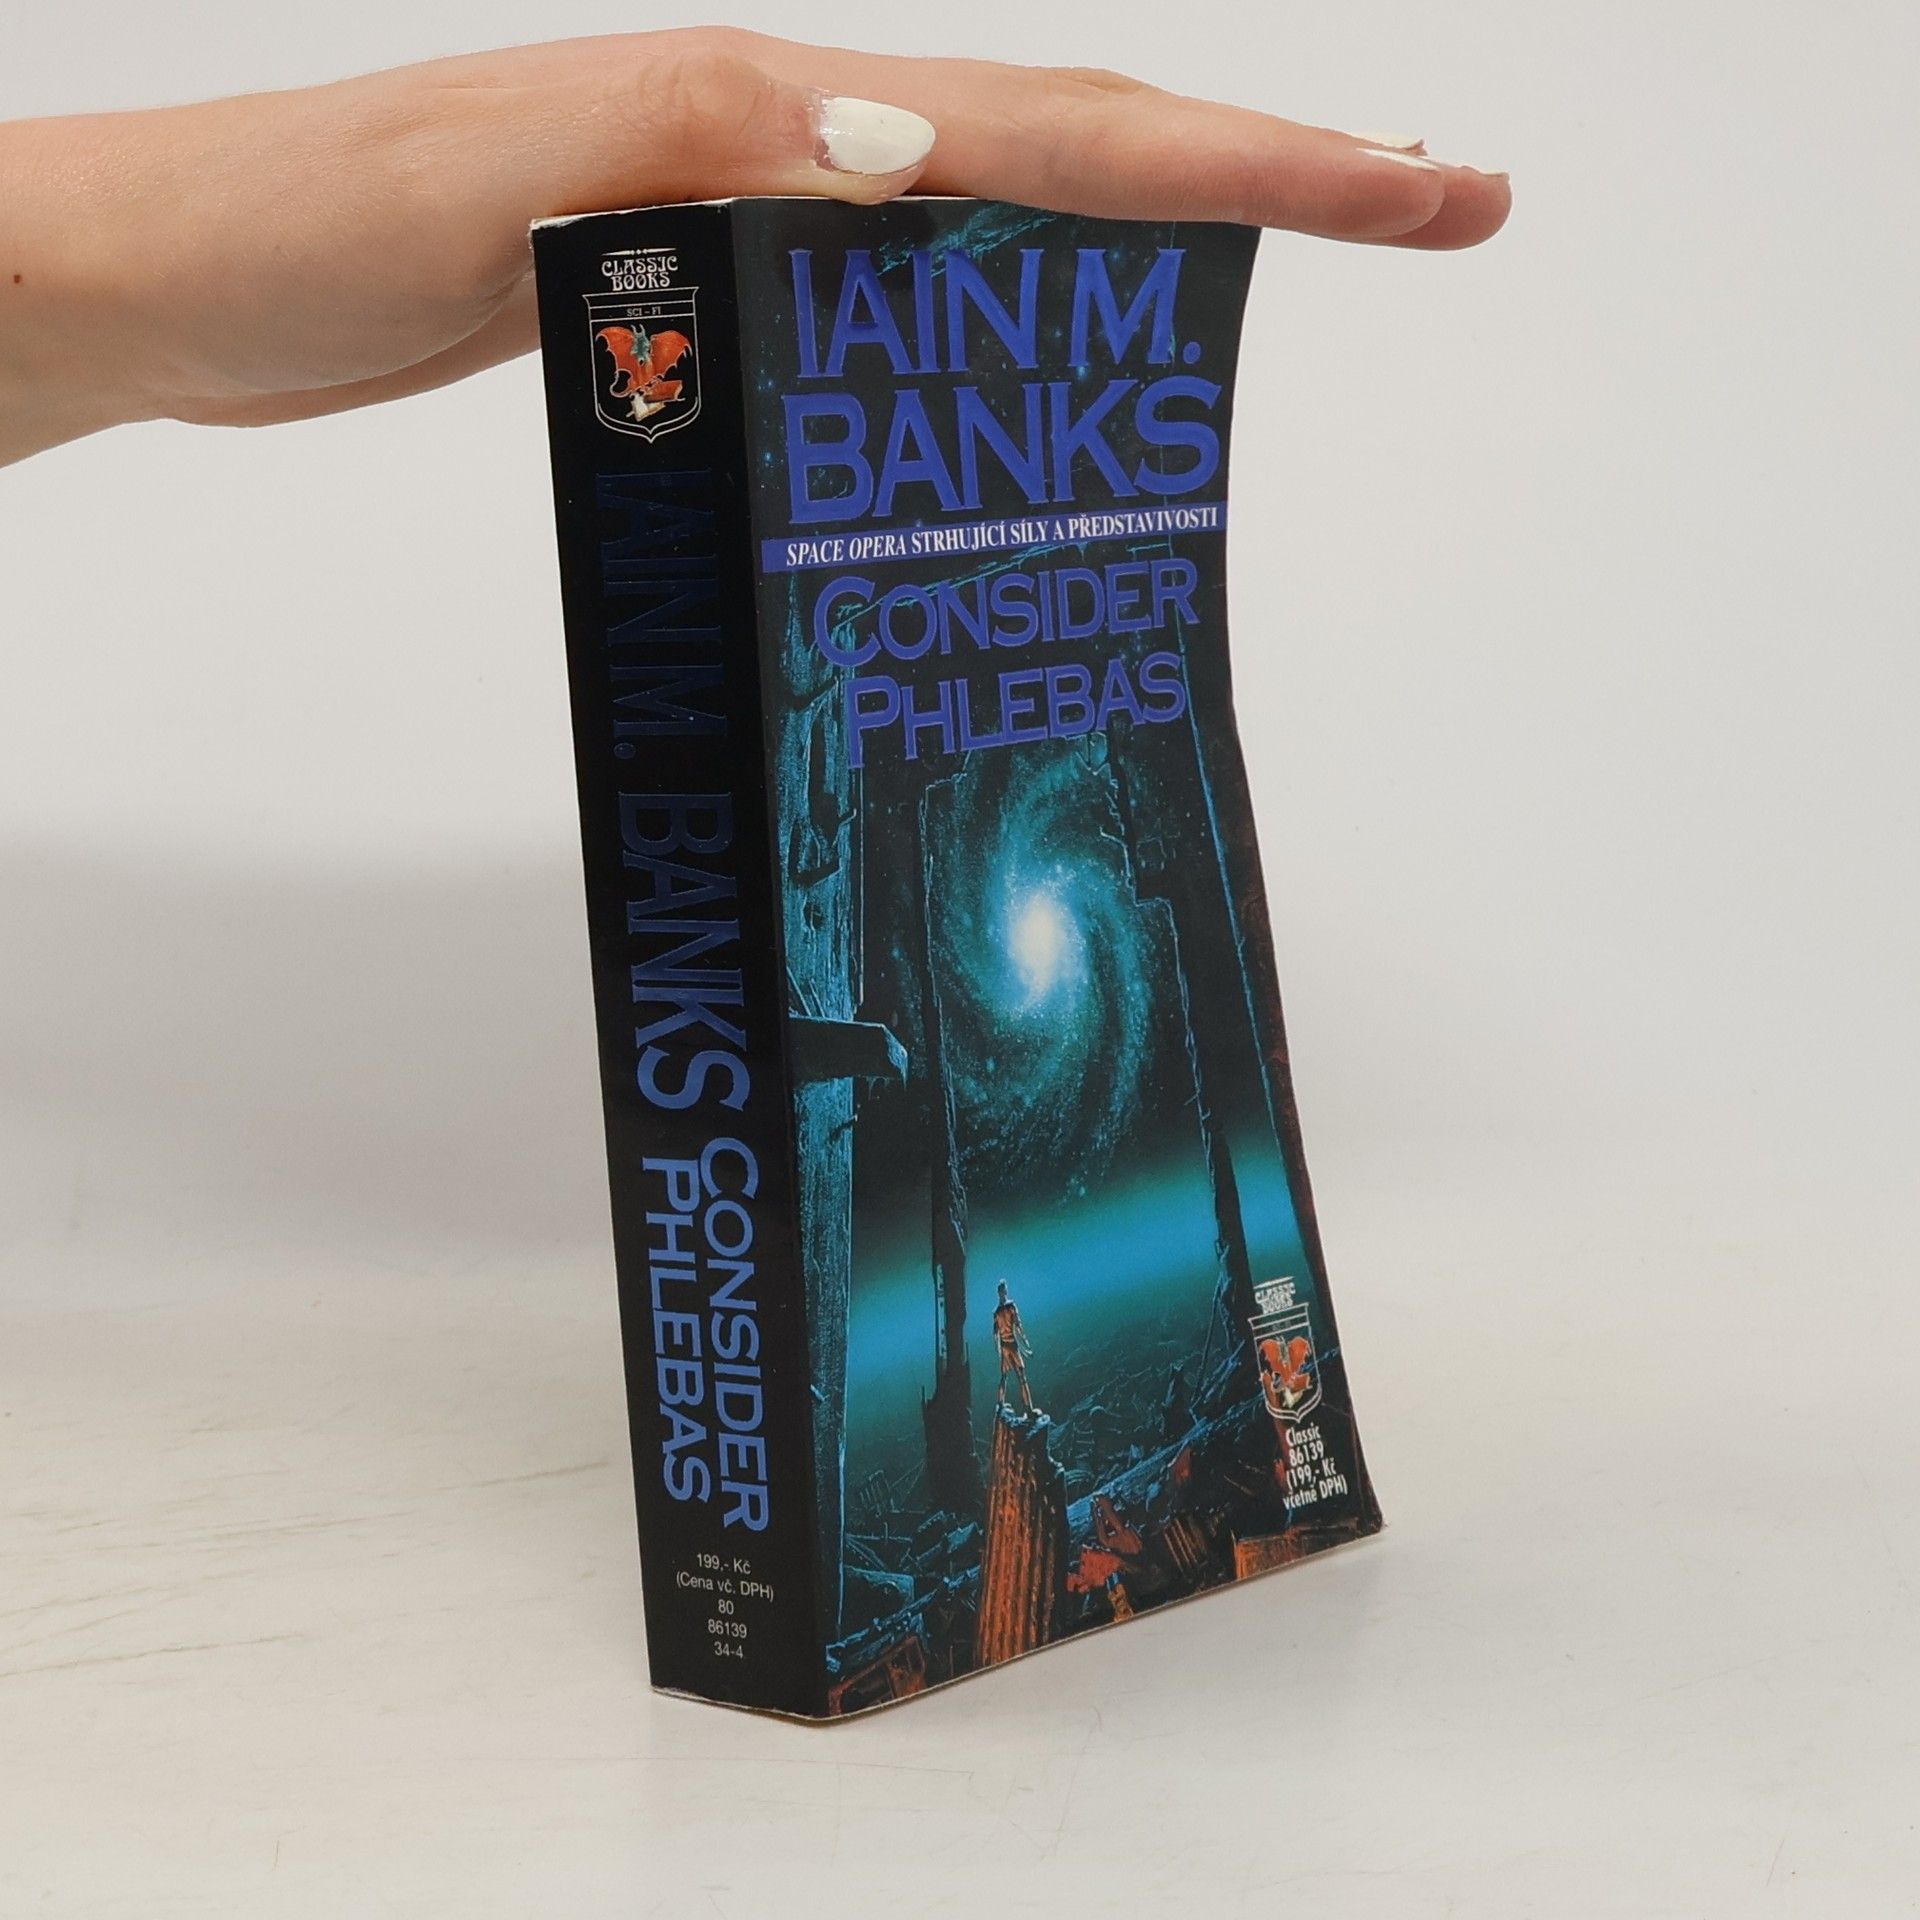 CLASSIC
BOOKS
SCI - FI
IAIN M. BANKS CONSIDER
PHLEBAS
199,- Kč
(Cena vč. DPH)
80
86139
34-4
IAIN M.
BANKS
SPACE OPERA STRHUJÍCÍ SÍLY A PŘEDSTAVIVOSTI
CONSIDER
PHLEBAS
CLASSIC
BOOKS
Classic
86139
(199,- Kč
včetně DPH)